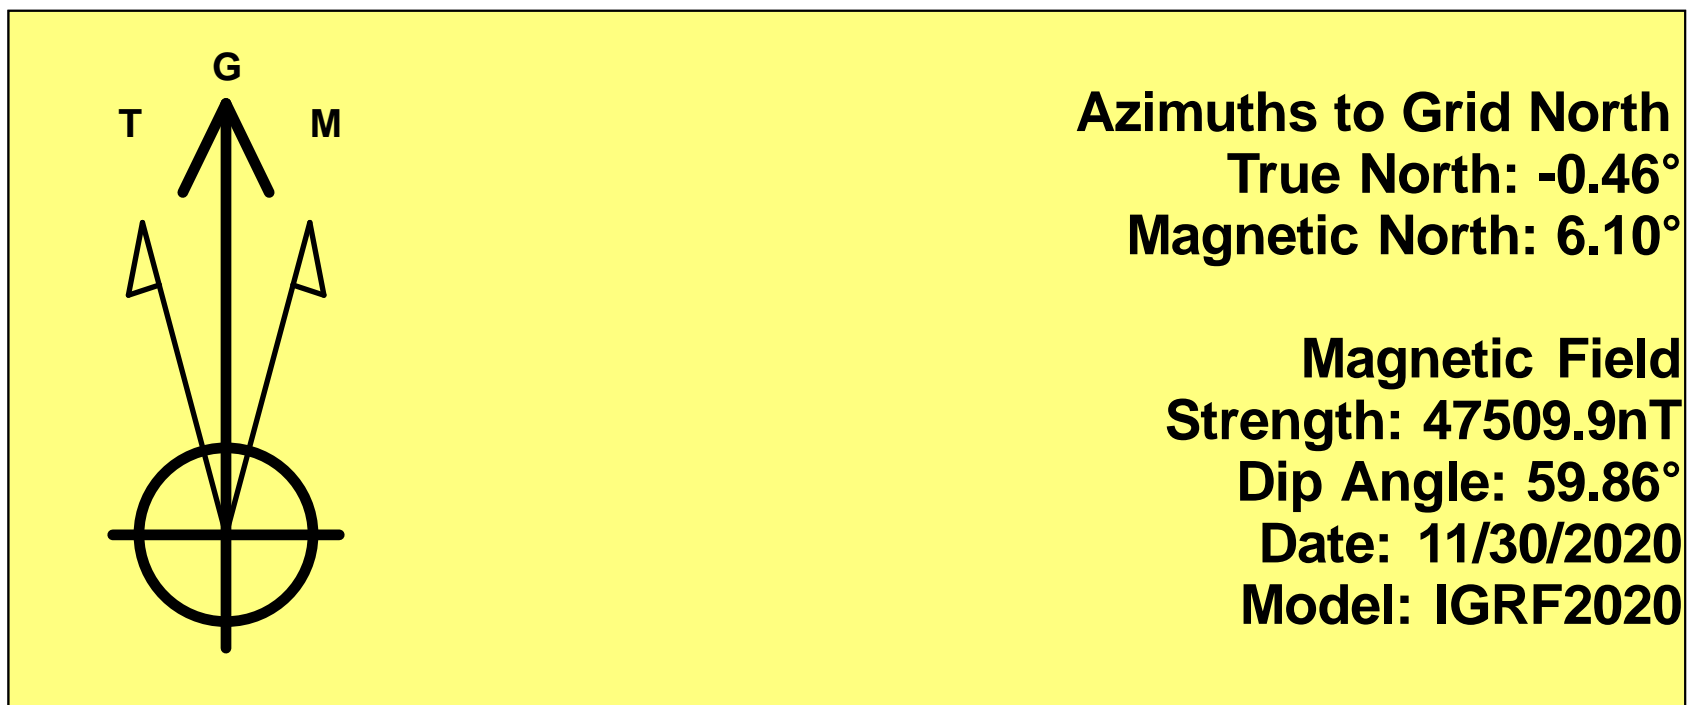 G
T
M
Azimuths to Grid North
True North: -0.46°
Magnetic North: 6.10°
Magnetic Field
Strength: 47509.9nT
Dip Angle: 59.86°
Date: 11/30/2020
Model: IGRF2020